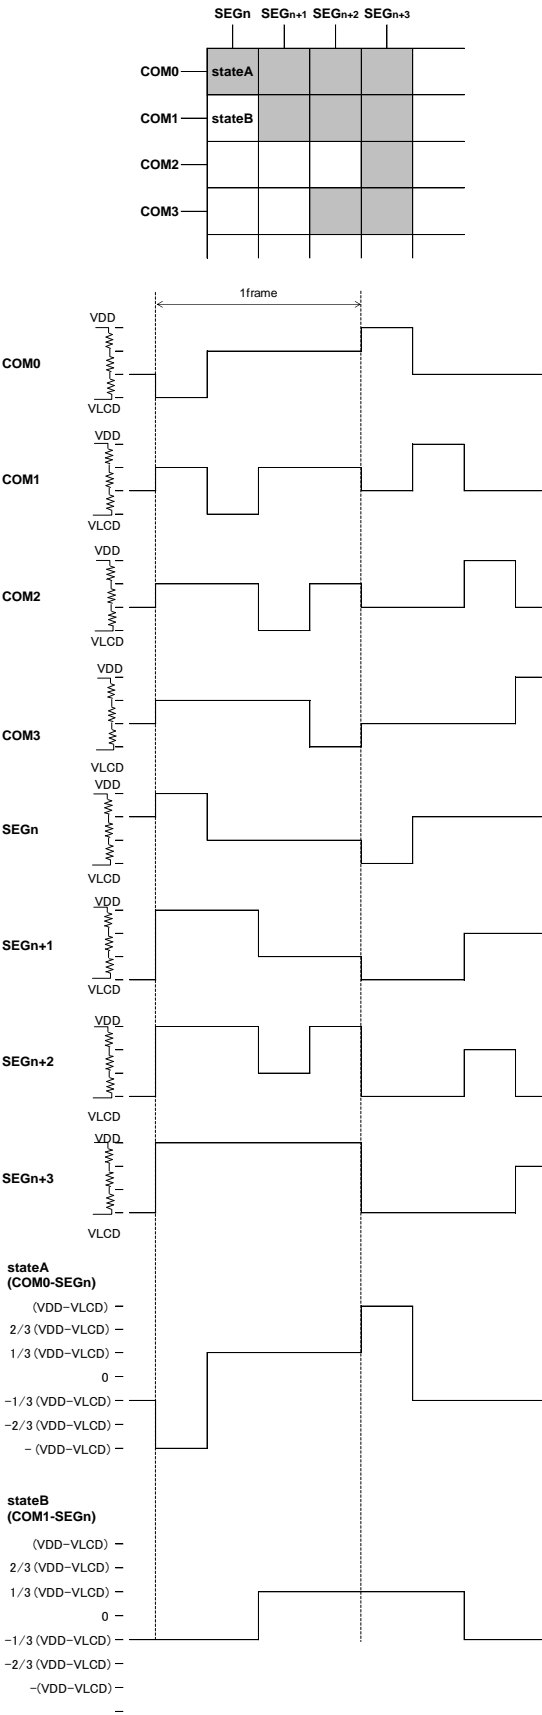 SEGn SEGn+1 SEGn+2 SEGn+3
COM0 stateA
COM1 stateB
COM2
COM3
1frame
VDD
COM0
VLCD
VDD
COM1
VLCD
VDD
COM2
VLCD
VDD
COM3
VLCD
VDD
SEGn
VLCD
VDD
SEGn+1
VLCD
VDD
SEGn+2
VLCD
VDD
SEGn+3
VLCD
stateA
(COM0-SEGn)
(VDD-VLCD)
2/3(VDD-VLCD)
1/3(VDD-VLCD)
0
-1/3(VDD-VLCD)
-2/3(VDD-VLCD)
-(VDD-VLCD)
stateB
(COM1-SEGn)
(VDD-VLCD)
2/3(VDD-VLCD)
1/3(VDD-VLCD)
0
-1/3(VDD-VLCD)
-2/3(VDD-VLCD)
-(VDD-VLCD)